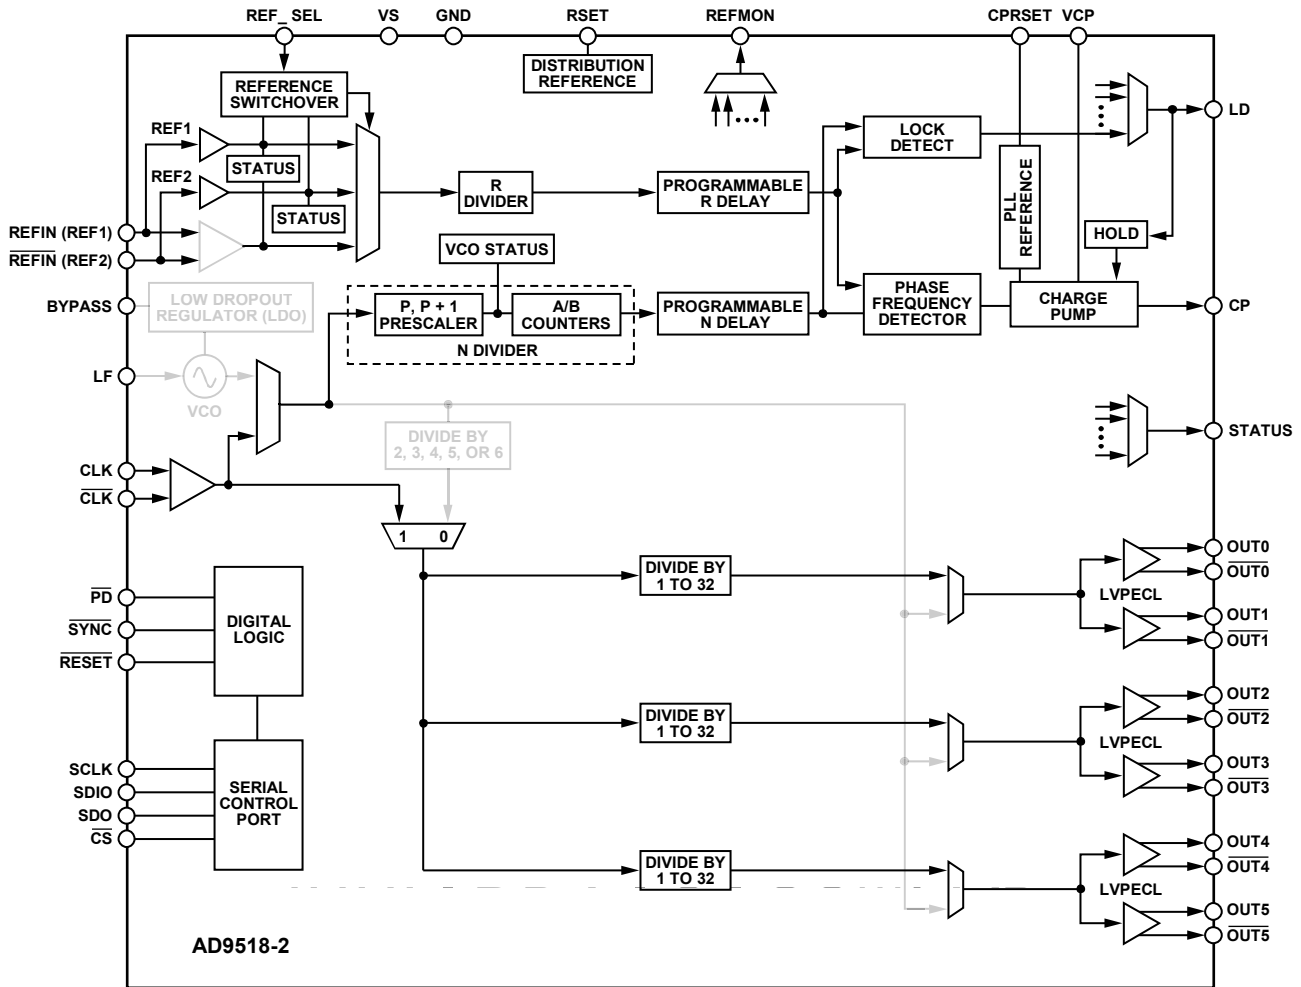 REF_ SEL
VS
GND
RSET
REFMON
CPRSET
VCP
REFERENCE
SWITCHOVER
DISTRIBUTION
REFERENCE
REF1
STATUS
REF2
STATUS
R
DIVIDER
PROGRAMMABLE
R DELAY
LOCK
DETECT
PLL
REFERENCE
HOLD
LD
REFIN (REF1)
REFIN (REF2)
BYPASS
LOW DROPOUT
REGULATOR (LDO)
VCO STATUS
P, P + 1
PRESCALER
A/B
COUNTERS
N DIVIDER
PROGRAMMABLE
N DELAY
PHASE
FREQUENCY
DETECTOR
CHARGE
PUMP
CP
LF
VCO
DIVIDE BY
2, 3, 4, 5, OR 6
STATUS
CLK
CLK
1 0
DIVIDE BY
1 TO 32
LVPECL
OUT0
OUT0
OUT1
OUT1
PD
SYNC
RESET
DIGITAL
LOGIC
DIVIDE BY
1 TO 32
LVPECL
OUT2
OUT2
OUT3
OUT3
SCLK
SDIO
SDO
CS
SERIAL
CONTROL
PORT
DIVIDE BY
1 TO 32
LVPECL
OUT4
OUT4
OUT5
OUT5
AD9518-2